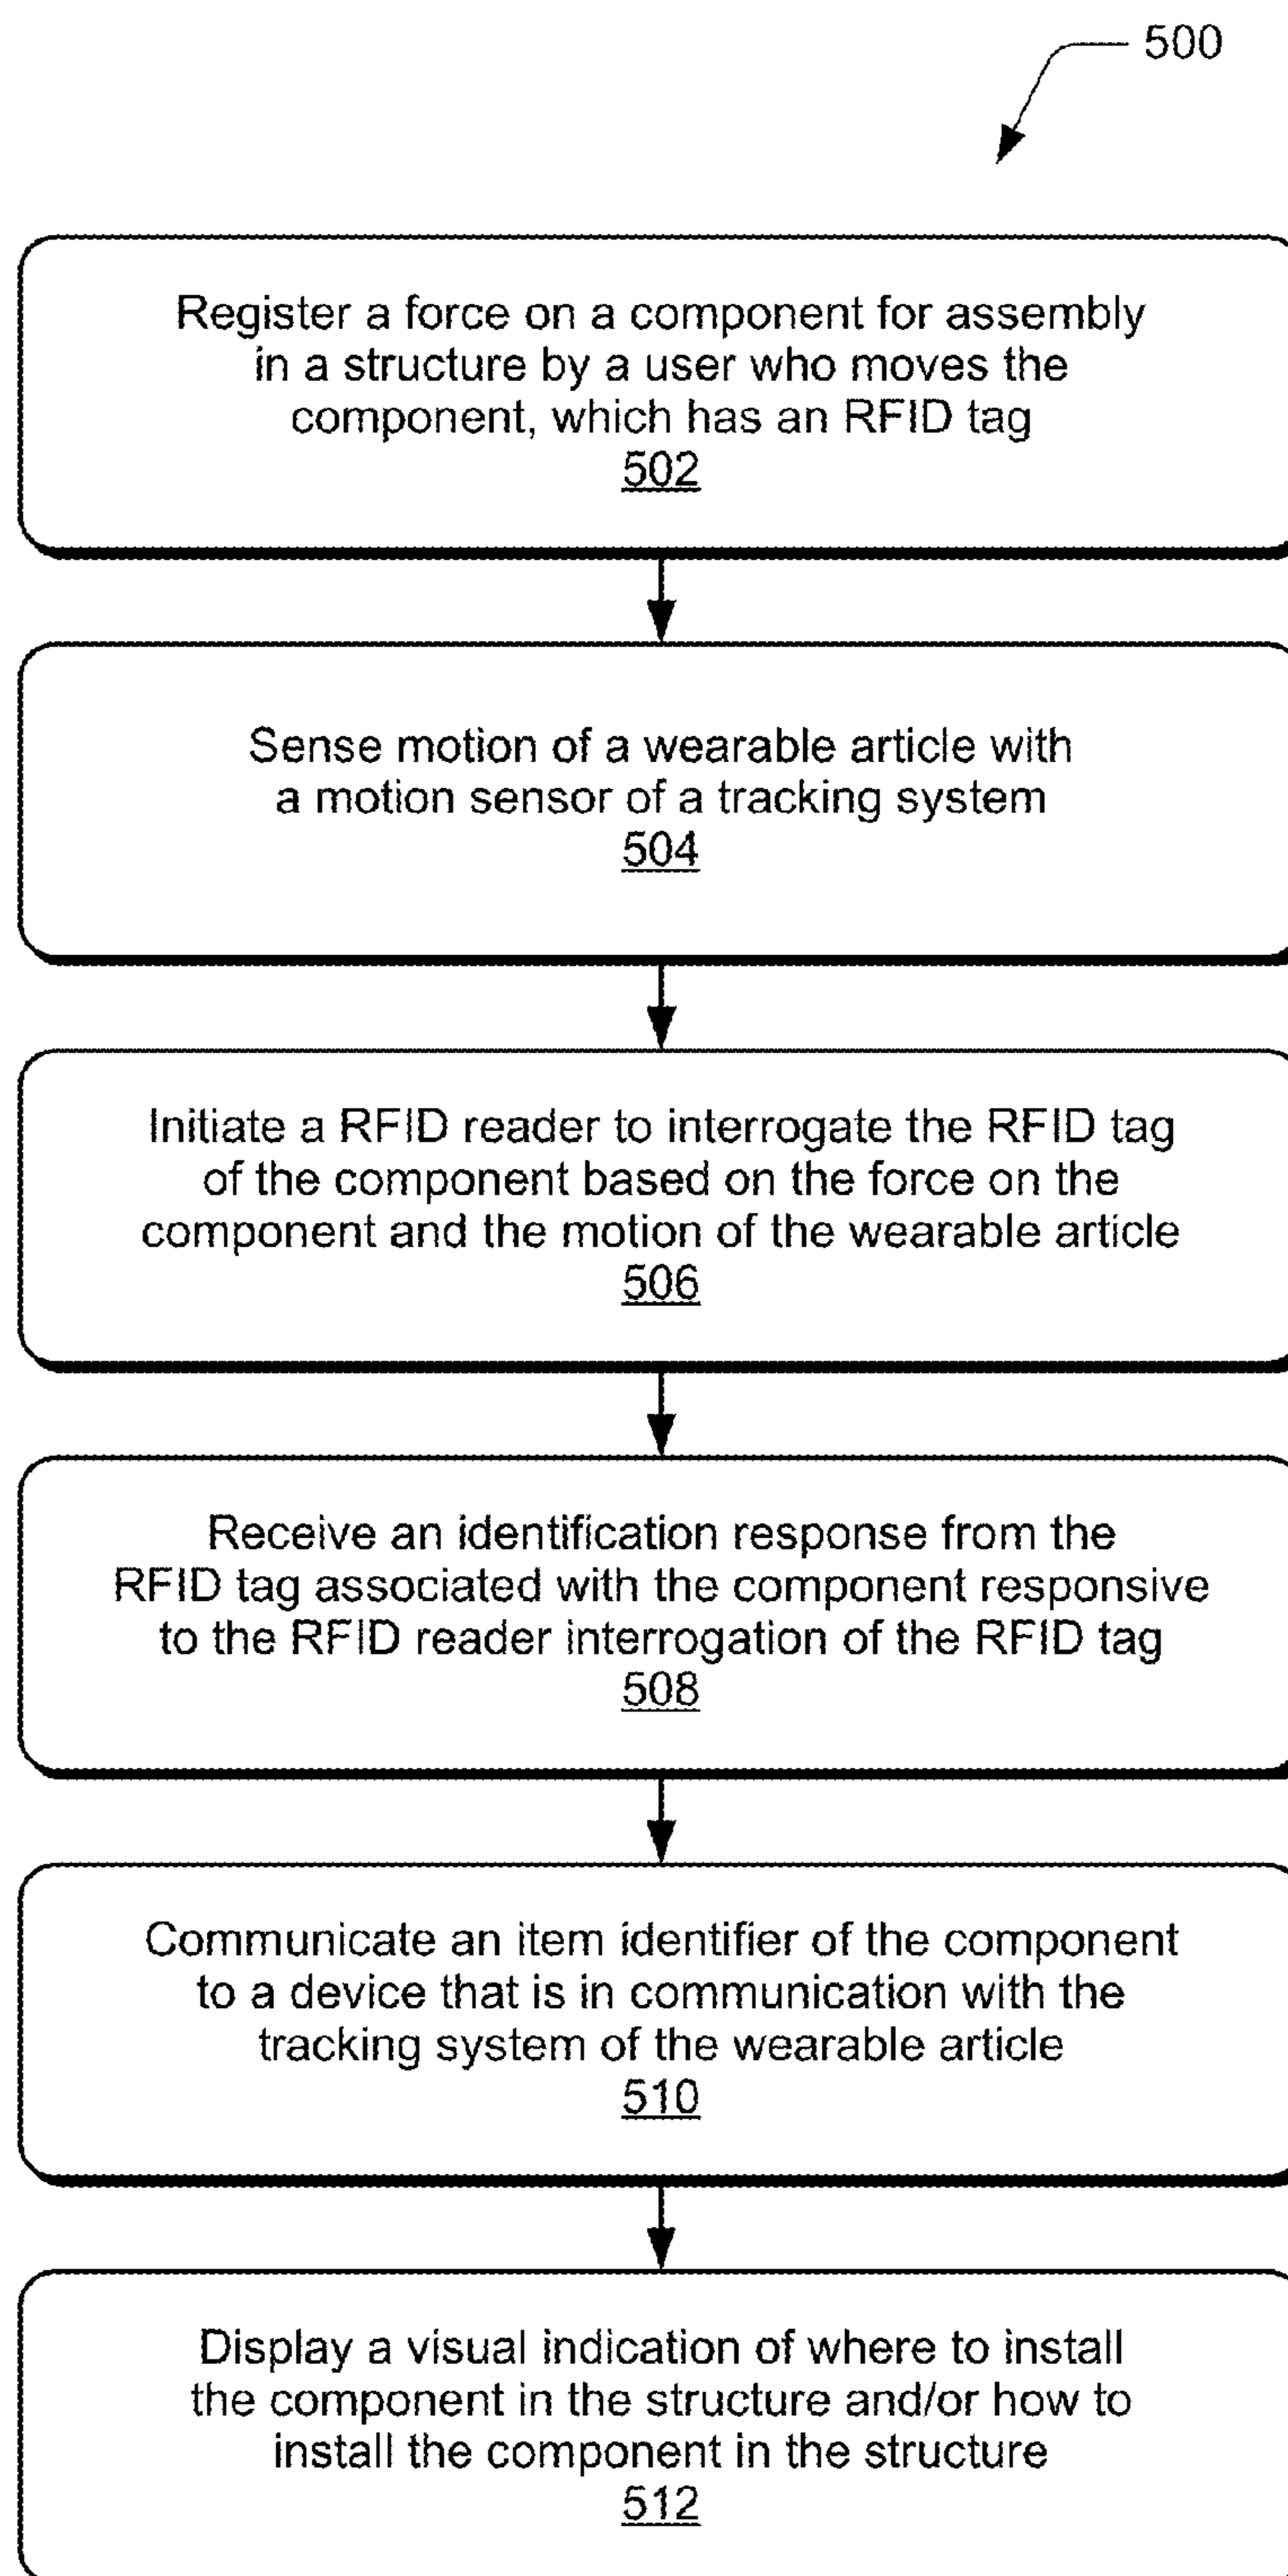 500
Register a force on a component for assembly
in a structure by a user who moves the
component, which has an RFID tag
502
Sense motion of a wearable article with
a motion sensor of a tracking system
504
Initiate a RFID reader to interrogate the RFID tag
of the component based on the force on the
component and the motion of the wearable article
506
Receive an identification response from the
RFID tag associated with the component responsive
to the RFID reader interrogation of the RFID tag
508
Communicate an item identifier of the component
to a device that is in communication with the
tracking system of the wearable article
510
Display a visual indication of where to install
the component in the structure and/or how to
install the component in the structure
512